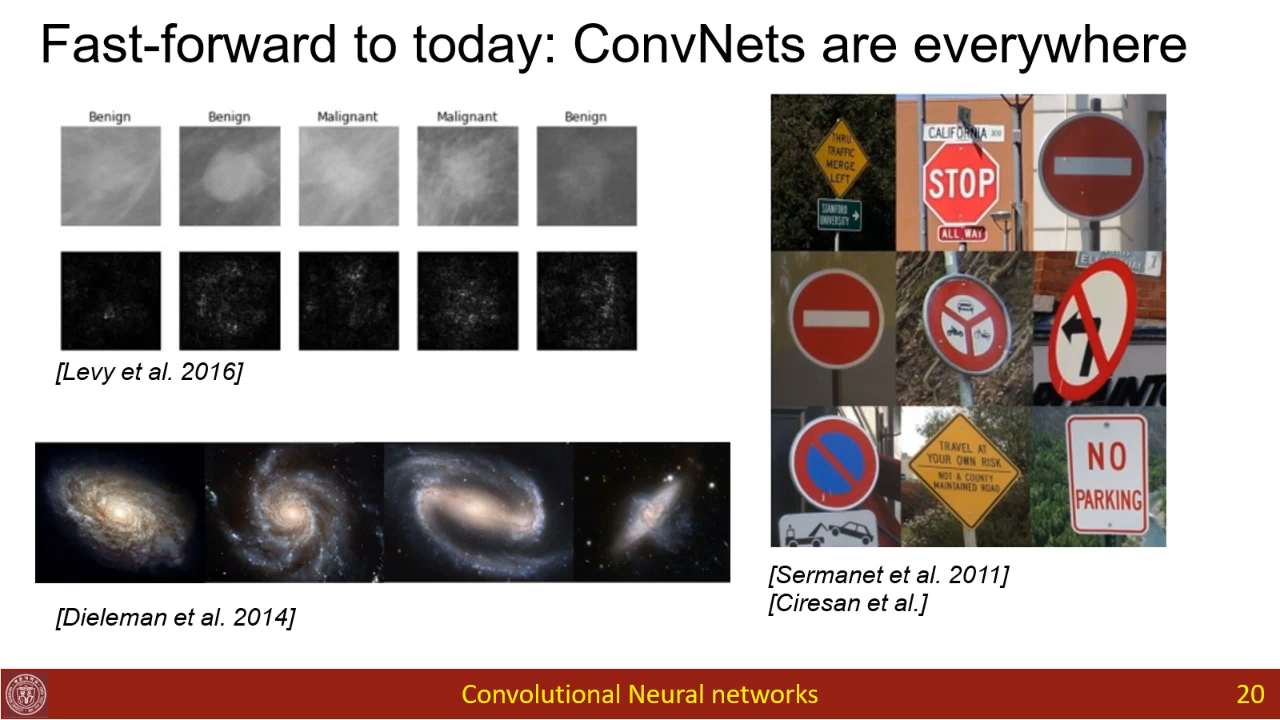 Fast-forward to today: ConvNets are everywhere
Benign
Benign
Malignant
Malignant
Benign
[Levy et al. 2016]
[Dieleman et al. 2014]
THRU
TRAFFIC
MERGE
LEFT
STANFORD
UNIVERSITY
CALIFORNIA
STOP
ALL WAY
TRAVEL AT
YOUR OWN RISK
NOT A COUNTY
MAINTAINED ROAD
NO
PARKING
[Sermanet et al. 2011]
[Ciresan et al.]
Convolutional Neural networks
20